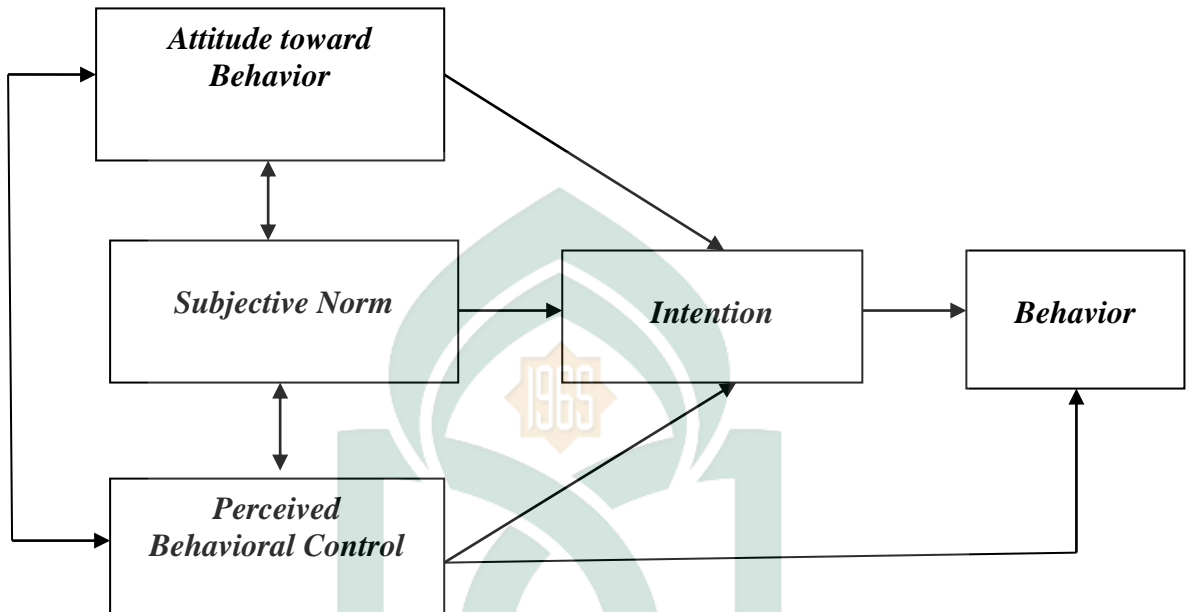 Attitude toward
Behavior
Subjective Norm
Intention
Behavior
1965
Perceived
Behavioral Control